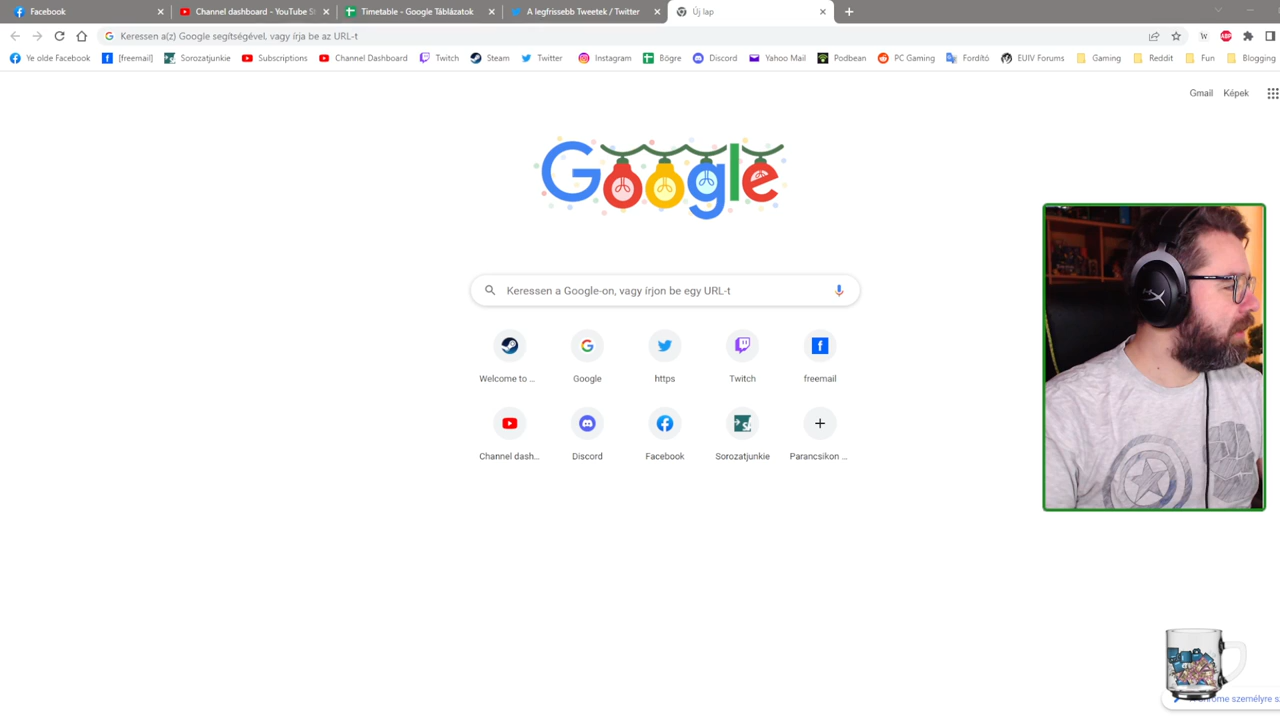 Facebook
Channel dashboard - YouTube St
Timetable - Google Táblázatok
A legfrissebb Tweetek / Twitter
Új lap
Keressen a(z) Google segítségével, vagy írja be az URL-t
Ye olde Facebook
[freemail]
Sorozatjunkie
Subscriptions
Channel Dashboard
Twitch
Steam
Twitter
Instagram
Bögre
Discord
Yahoo Mail
Podbean
PC Gaming
Fordító
EUIV Forums
Gaming
Reddit
Fun
Blogging
Gmail
Képek
Google
Keressen a Google-on, vagy írjon be egy URL-t
Welcome to ...
Google
https
Twitch
freemail
Channel dash...
Discord
Facebook
Sorozatjunkie
Parancsikon ...